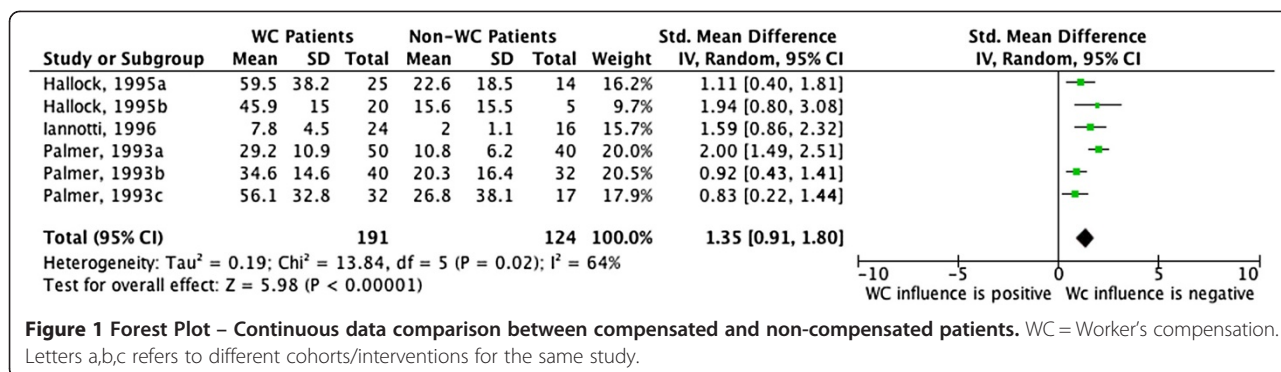 WC Patients Non-WC Patients Std. Mean Difference Std. Mean Difference
Study or Subgroup Mean SD Total Mean SD Total Weight IV, Random, 95% CI IV, Random, 95% CI
Hallock, 1995a 59.5 38.2 25 22.6 18.5 14 16.2% 1.11 [0.40, 1.81]
Hallock, 1995b 45.9 15 20 15.6 15.5 5 9.7% 1.94 [0.80, 3.08]
Iannotti, 1996 7.8 4.5 24 2 1.1 16 15.7% 1.59 [0.86, 2.32]
Palmer, 1993a 29.2 10.9 50 10.8 6.2 40 20.0% 2.00 [1.49, 2.51]
Palmer, 1993b 34.6 14.6 40 20.3 16.4 32 20.5% 0.92 [0.43, 1.41]
Palmer, 1993c 56.1 32.8 32 26.8 38.1 17 17.9% 0.83 [0.22, 1.44]
Total (95% CI) 191 124 100.0% 1.35 [0.91, 1.80]
Heterogeneity: Tau² = 0.19; Chi² = 13.84, df = 5 (P = 0.02); I² = 64%
Test for overall effect: Z = 5.98 (P < 0.00001)
-10 -5 0 5 10
WC influence is positive Wc influence is negative
Figure 1 Forest Plot – Continuous data comparison between compensated and non-compensated patients. WC = Worker's compensation.
Letters a,b,c refers to different cohorts/interventions for the same study.